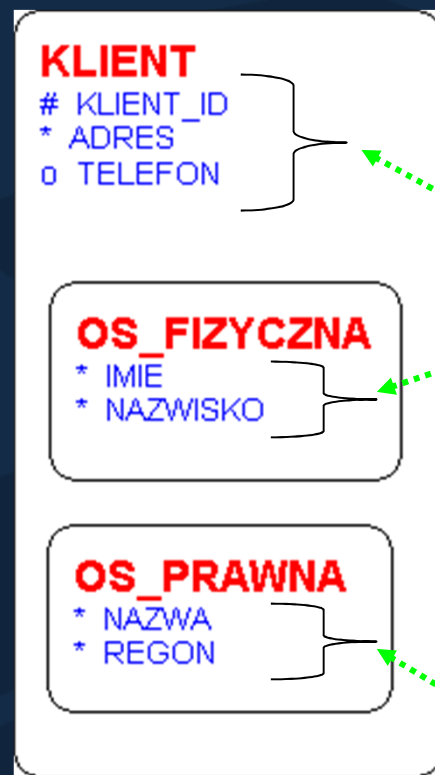 KLIENT
# KLIENT_ID
* ADRES
o TELEFON
OS_FIZYCZNA
* IMIE
* NAZWISKO
OS_PRAWNA
* NAZWA
* REGON